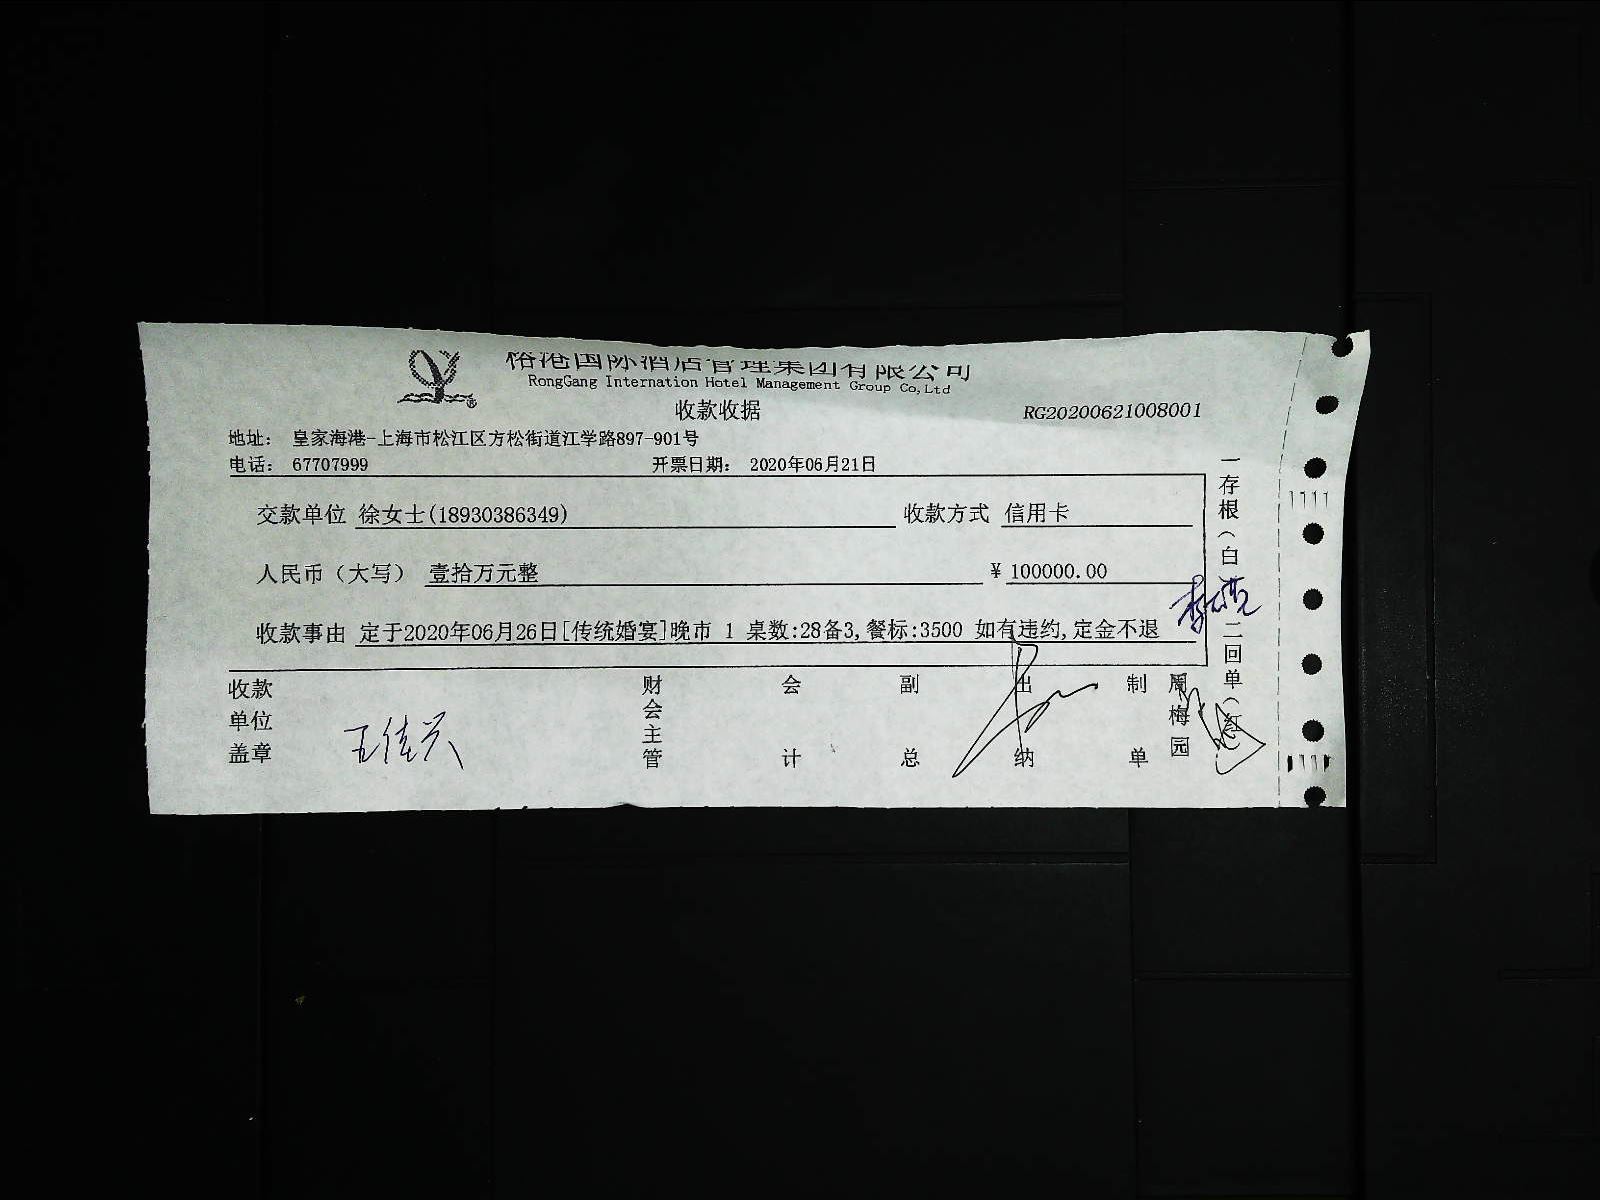 榕港国际酒店管理集团有限公司
RongGang Internation Hotel Management Group Co,Ltd
收款收据
RG20200621008001
地址: 皇家海港-上海市松江区方松街道江学路897-901号
电话: 67707999 开票日期: 2020年06月21日
交款单位 徐女士(18930386349) 收款方式 信用卡
人民币（大写） 壹拾万元整 ¥ 100000.00
收款事由 定于2020年06月26日[传统婚宴]晚市 1 桌数:28备3,餐标:3500 如有违约,定金不退
一存根（白） 二回单（红）
收款单位盖章 王佳兴 财会主管 会计 副总 出纳 制单 周梅园